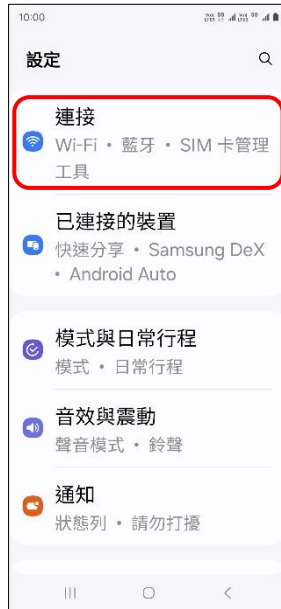 10:00
設定
連接
Wi-Fi • 藍牙 • SIM 卡管理
工具
已連接的裝置
快速分享 • Samsung DeX
• Android Auto
模式與日常行程
模式 • 日常行程
音效與震動
聲音模式 • 鈴聲
通知
狀態列 • 請勿打擾